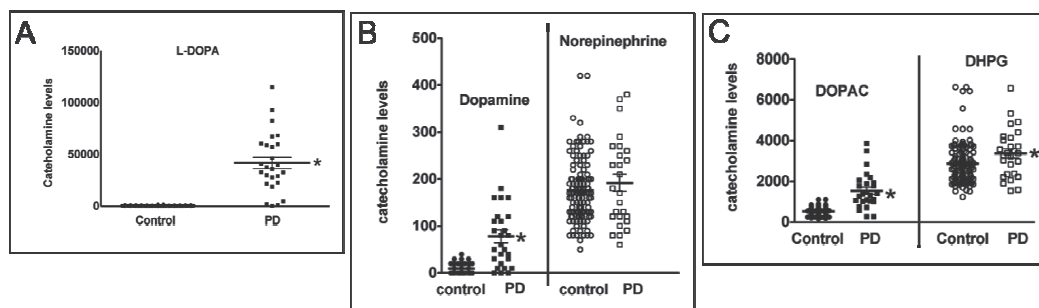 A
L-DOPA
Catecholamine levels
150000
100000
50000
0
*
Control PD
B
catecholamine levels
500
400
300
200
100
0
Dopamine
Norepinephrine
*
control PD control PD
C
catecholamine levels
8000
6000
4000
2000
0
DOPAC
DHPG
*
*
Control PD Control PD